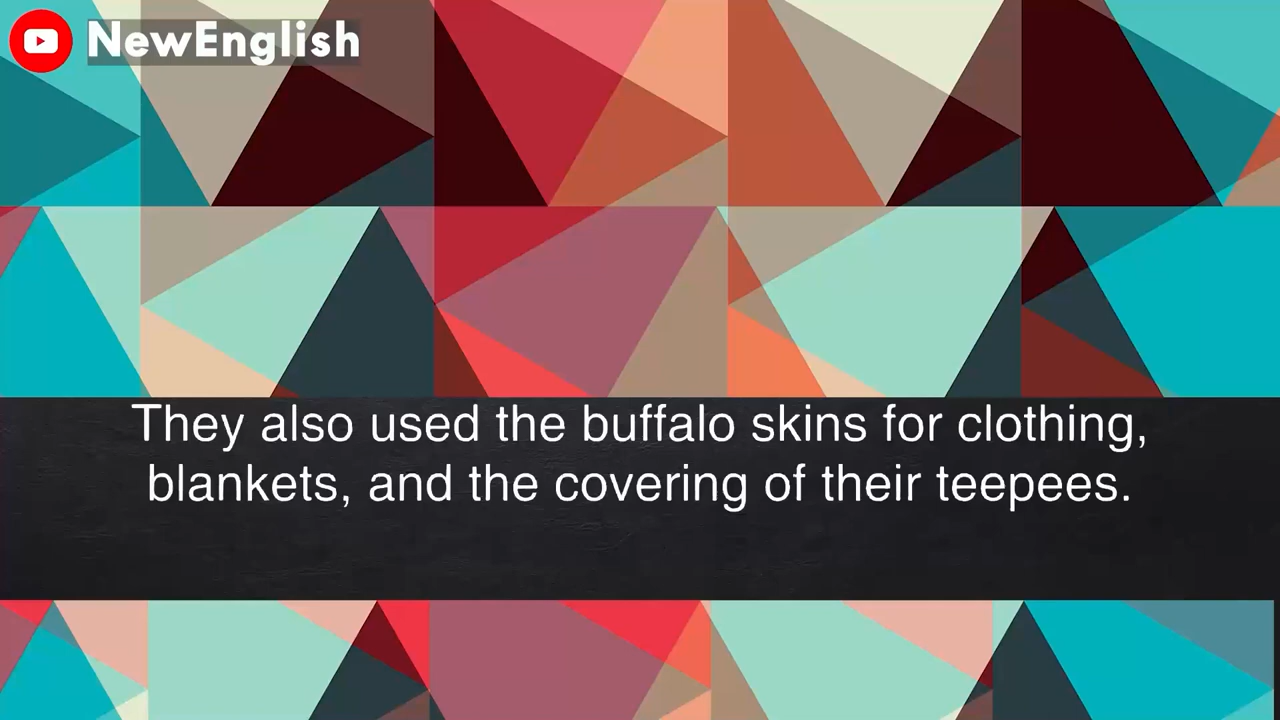 NewEnglish
They also used the buffalo skins for clothing,
blankets, and the covering of their teepees.